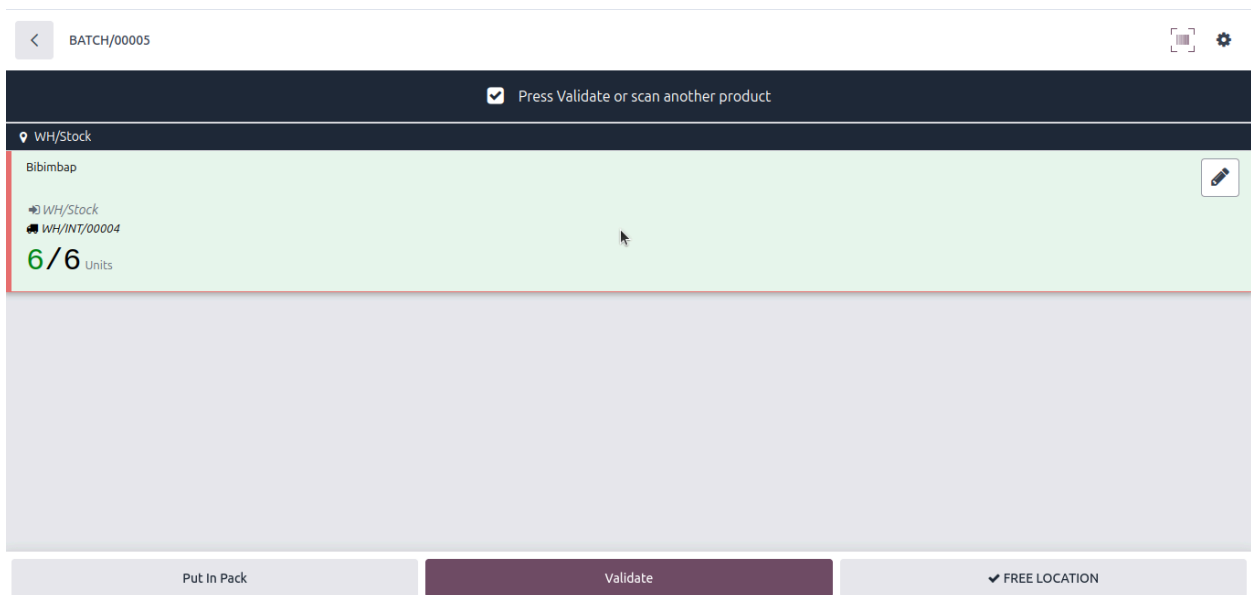 BATCH/00005
Press Validate or scan another product
WH/Stock
Bibimbap
WH/Stock
WH/INT/00004
6/6 Units
Put In Pack
Validate
FREE LOCATION